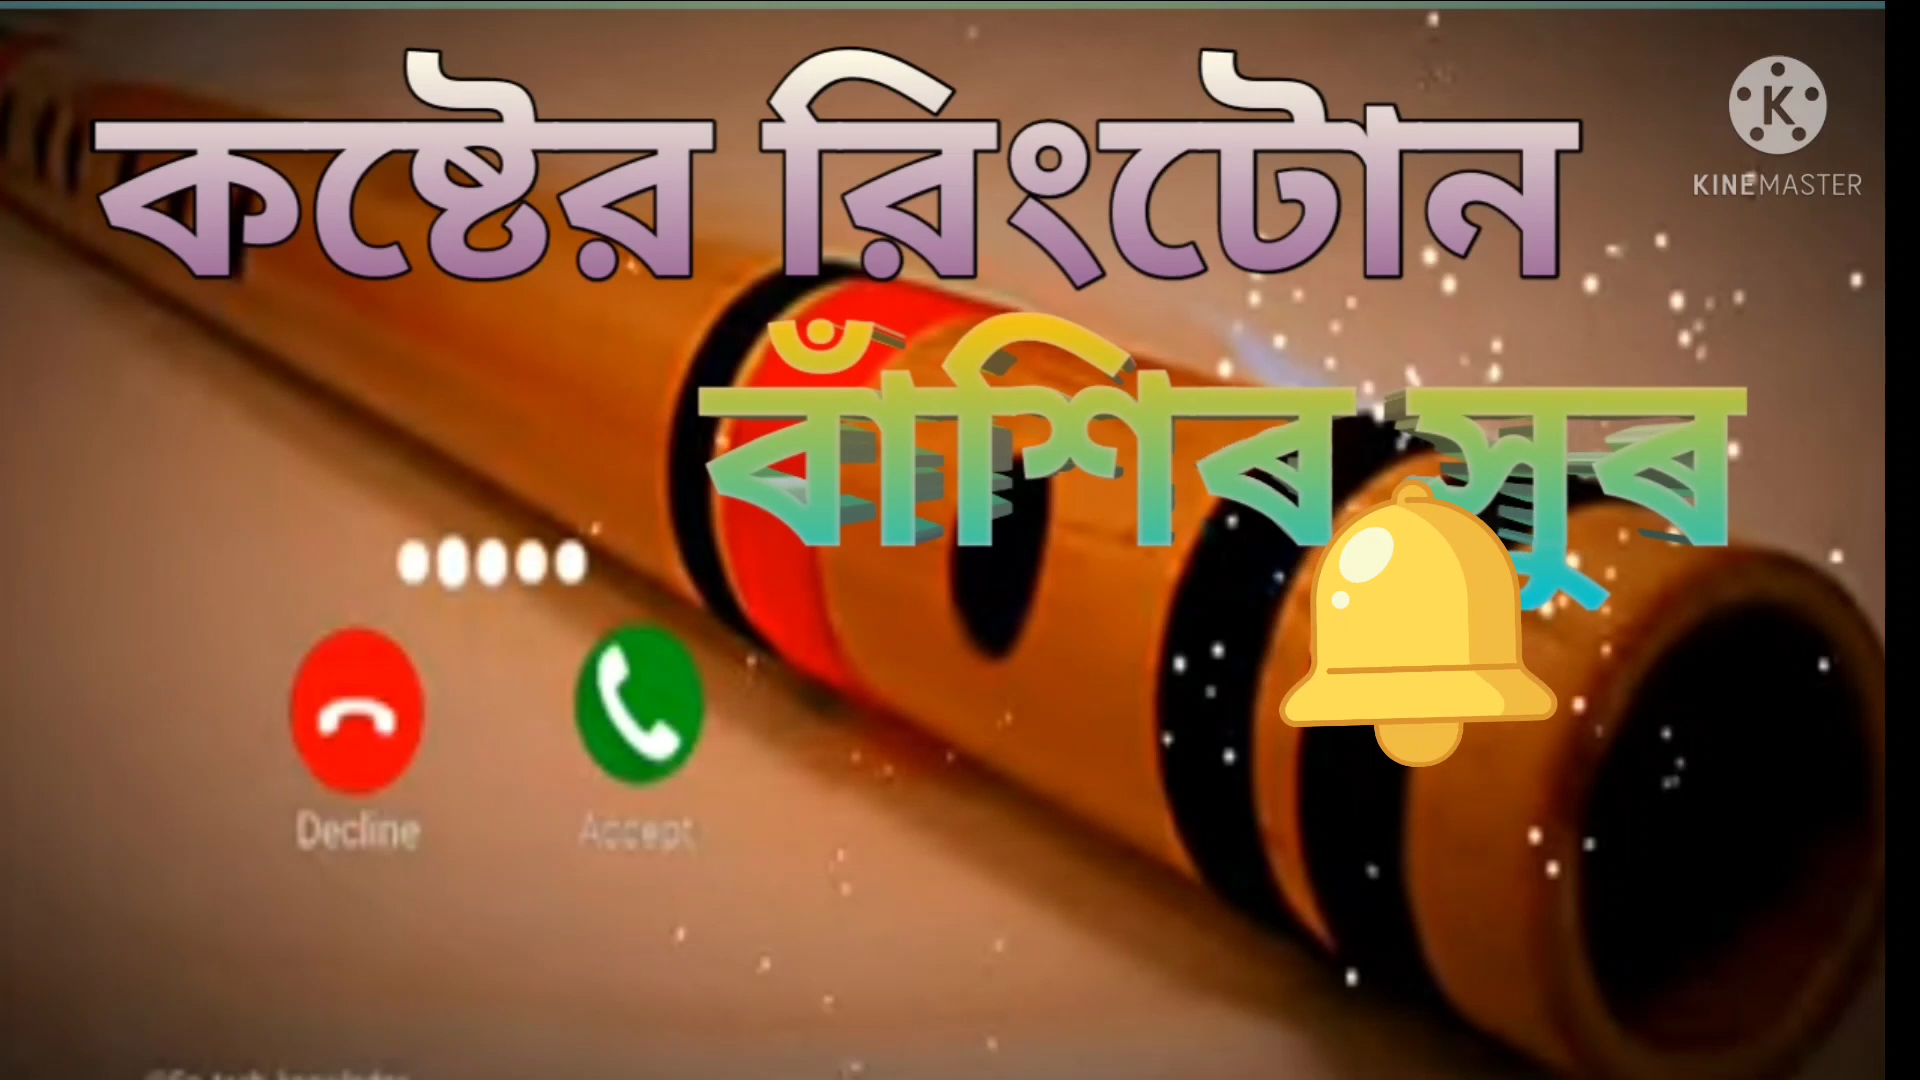 কষ্টের রিংটোন
K
KINEMASTER
বাঁশিৰ সুৰ
Decline
Accept